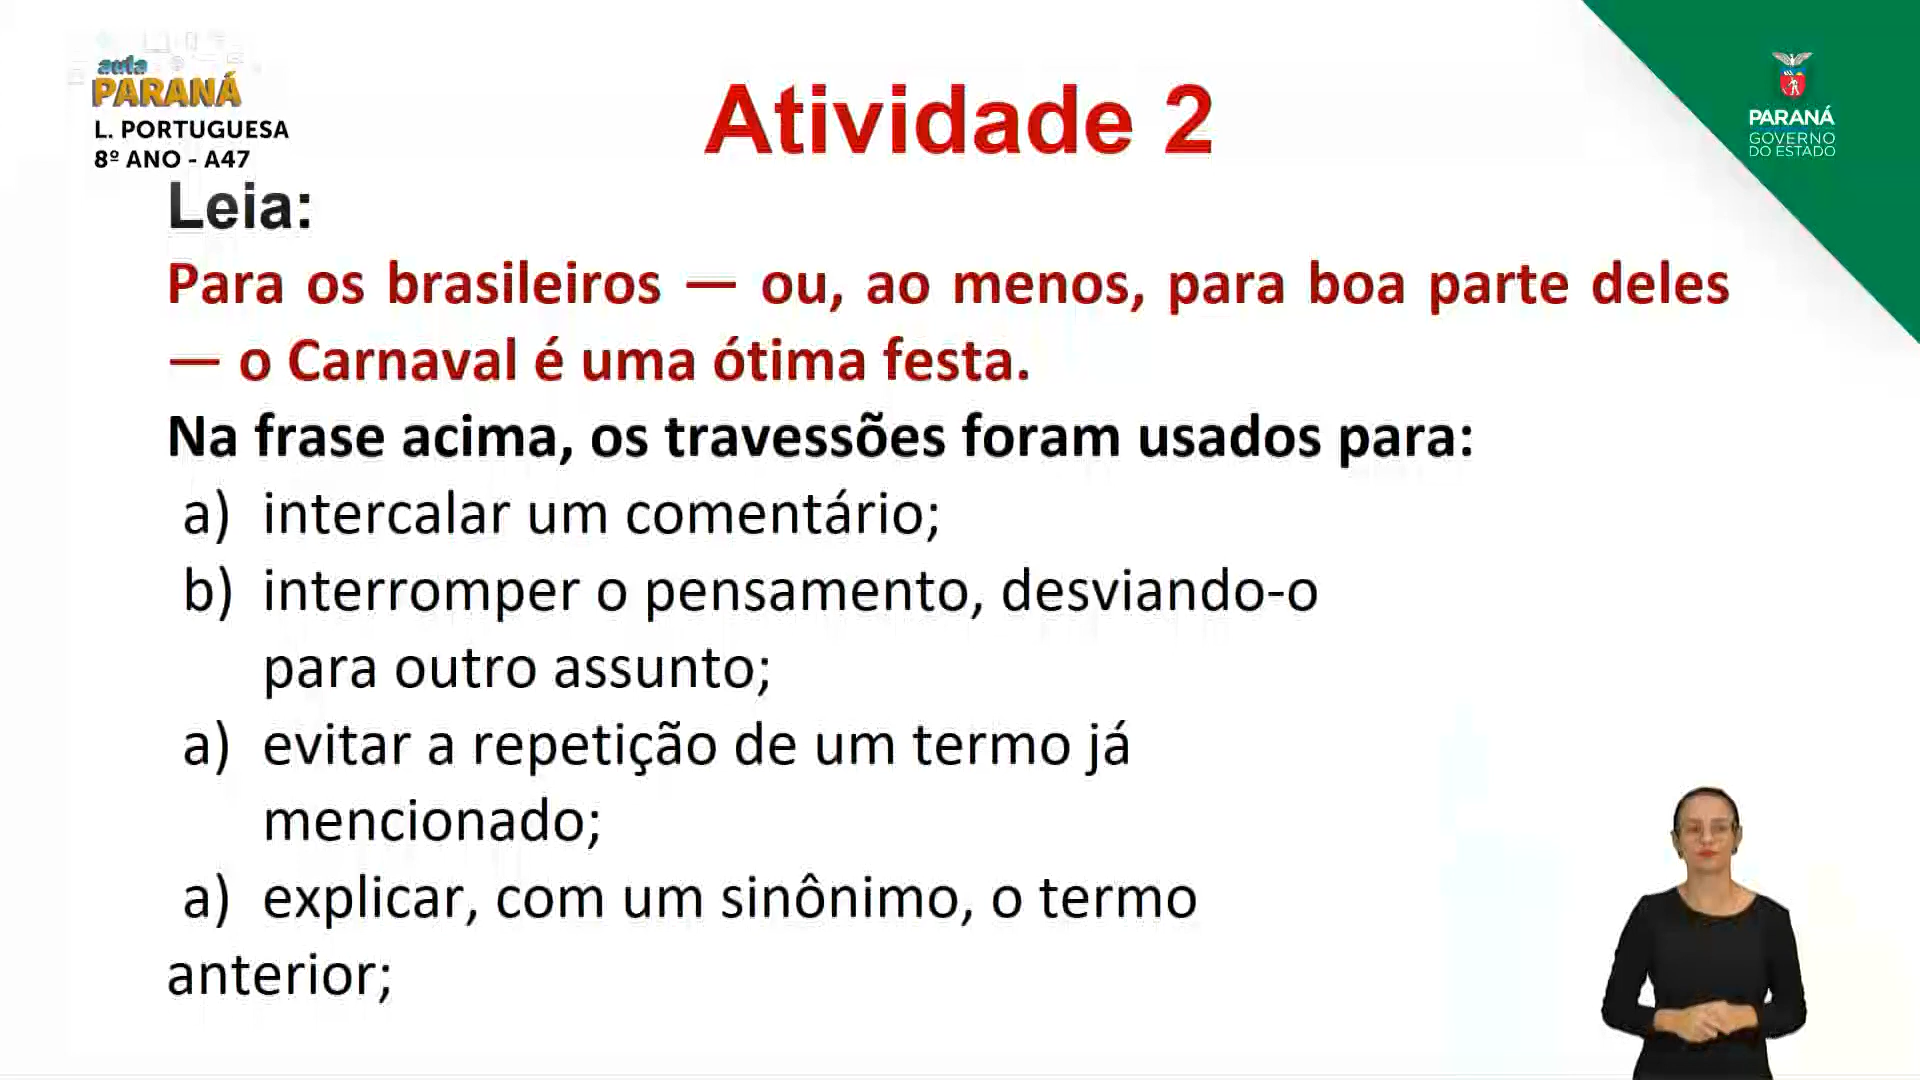 aula
PARANÁ
L. PORTUGUESA
8º ANO - A47
Atividade 2
PARANÁ
GOVERNO
DO ESTADO
Leia:
Para os brasileiros — ou, ao menos, para boa parte deles
— o Carnaval é uma ótima festa.
Na frase acima, os travessões foram usados para:
a) intercalar um comentário;
b) interromper o pensamento, desviando-o
para outro assunto;
a) evitar a repetição de um termo já
mencionado;
a) explicar, com um sinônimo, o termo
anterior;